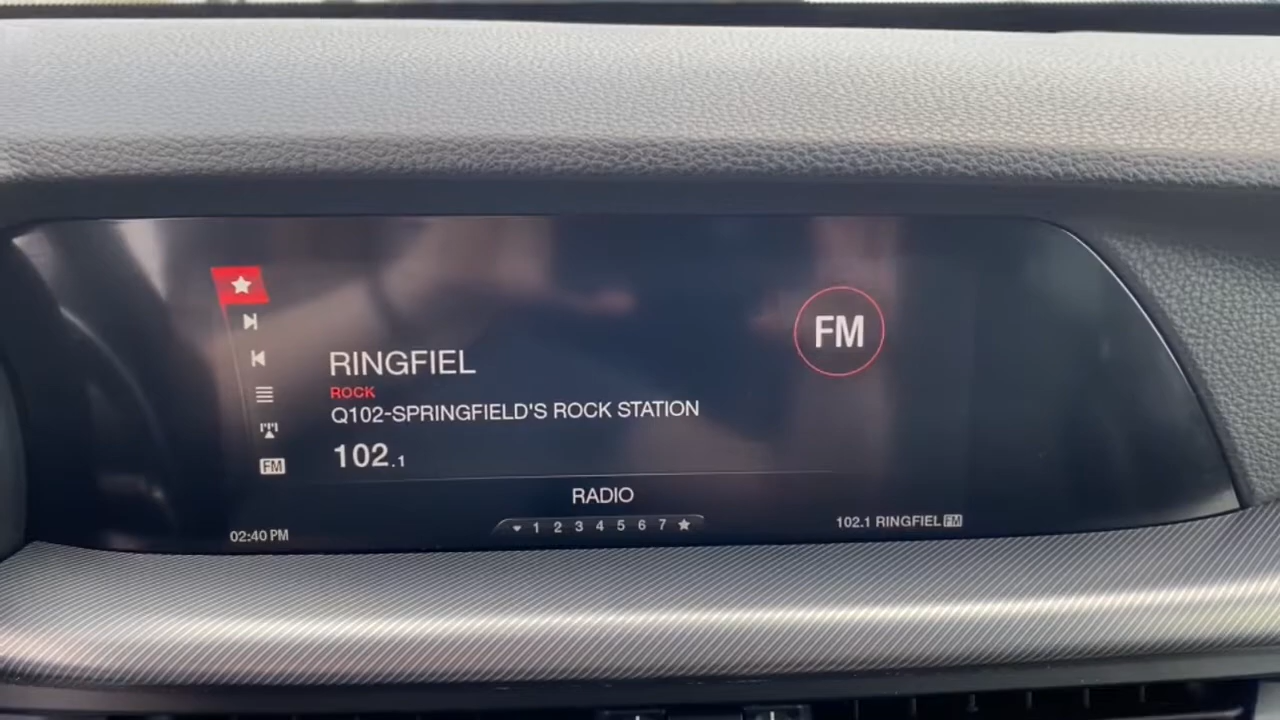 FM
RINGFIEL
ROCK
Q102-SPRINGFIELD'S ROCK STATION
102.1
FM
RADIO
1 2 3 4 5 6 7
02:40 PM
102.1 RINGFIEL FM